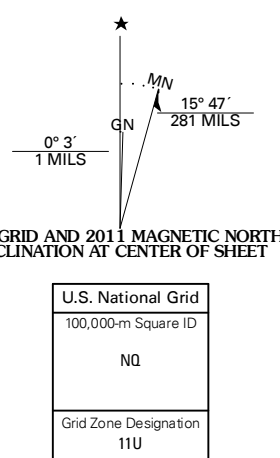 MN
15° 47´
281 MILS
GN
0° 3´
1 MILS
GRID AND 2011 MAGNETIC NORTH
CLINATION AT CENTER OF SHEET
U.S. National Grid
100,000-m Square ID
NQ
Grid Zone Designation
11U